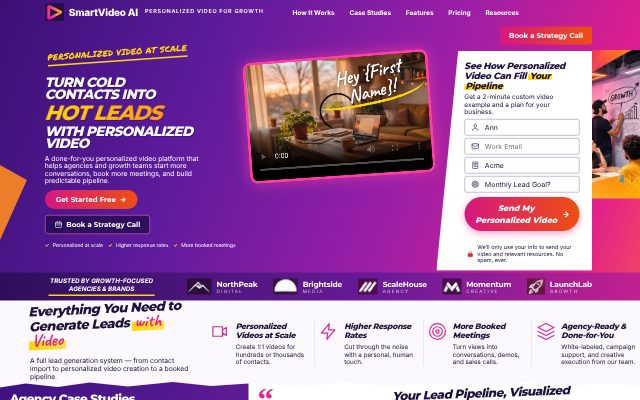 SmartVideo AI
PERSONALIZED VIDEO FOR GROWTH
How It Works
Case Studies
Features
Pricing
Resources
Book a Strategy Call
PERSONALIZED VIDEO AT SCALE
TURN COLD
CONTACTS INTO
HOT LEADS
WITH PERSONALIZED
VIDEO
A done-for-you personalized video platform that
helps agencies and growth teams start more
conversations, book more meetings, and build
predictable pipeline.
Get Started Free →
Book a Strategy Call
✓ Personalized at scale
✓ Higher response rates
✓ More booked meetings
Hey {First
Name}!
0:00
See How Personalized
Video Can Fill Your
Pipeline
Get a 2-minute custom video
example and a plan for your
business.
Ann
Work Email
Acme
Monthly Lead Goal?
Send My
Personalized Video →
We'll only use your info to send your
video and relevant resources. No
spam, ever.
GROWTH
TRUSTED BY GROWTH-FOCUSED
AGENCIES & BRANDS
NorthPeak
DIGITAL
Brightside
MEDIA
ScaleHouse
AGENCY
Momentum
CREATIVE
LaunchLab
GROWTH
Everything You Need to
Generate Leads with
Video
A full lead generation system — from contact
import to personalized video creation to a booked
pipeline.
Personalized
Videos at Scale
Create 1:1 videos for
hundreds or thousands
of contacts.
Higher Response
Rates
Cut through the noise
with a personal, human
touch.
More Booked
Meetings
Turn views into
conversations, demos,
and sales calls.
Agency-Ready &
Done-for-You
White-labeled, campaign
support, and creative
execution from our team.
Agency Case Studies
“
Your Lead Pipeline, Visualized